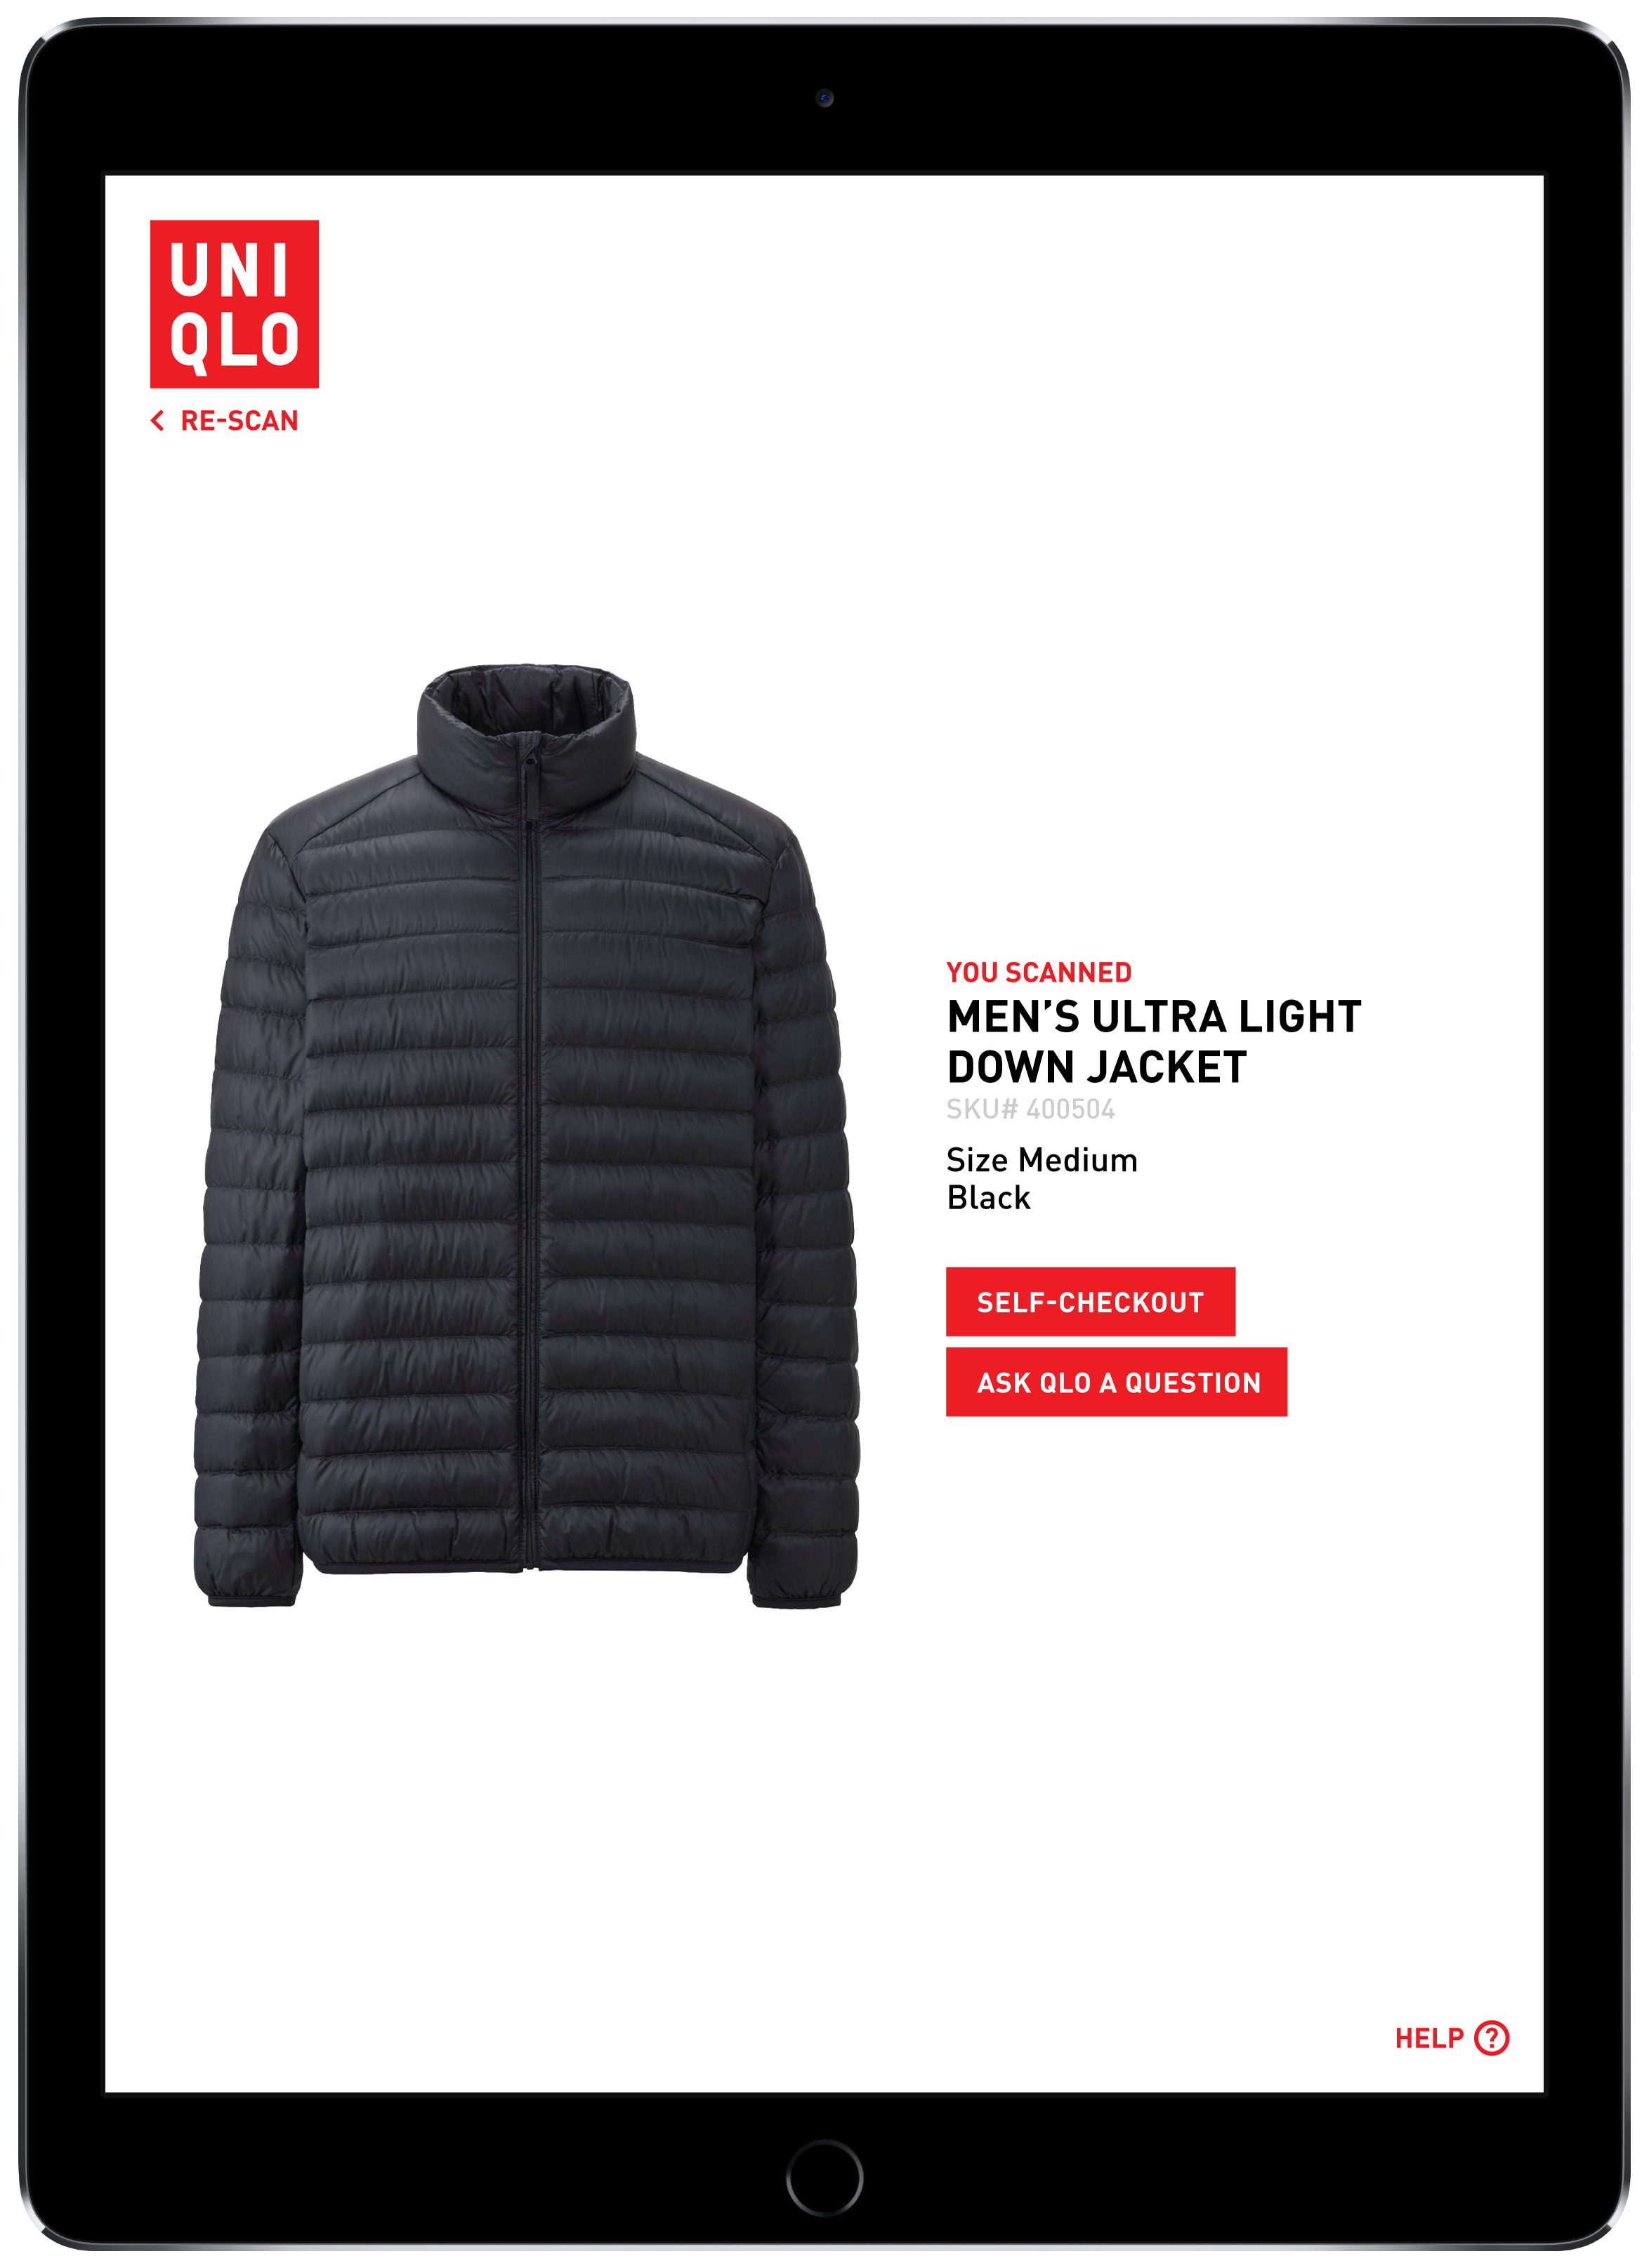 UNI
QLO
< RE-SCAN
YOU SCANNED
MEN’S ULTRA LIGHT
DOWN JACKET
SKU# 400504
Size Medium
Black
SELF-CHECKOUT
ASK QLO A QUESTION
HELP ?